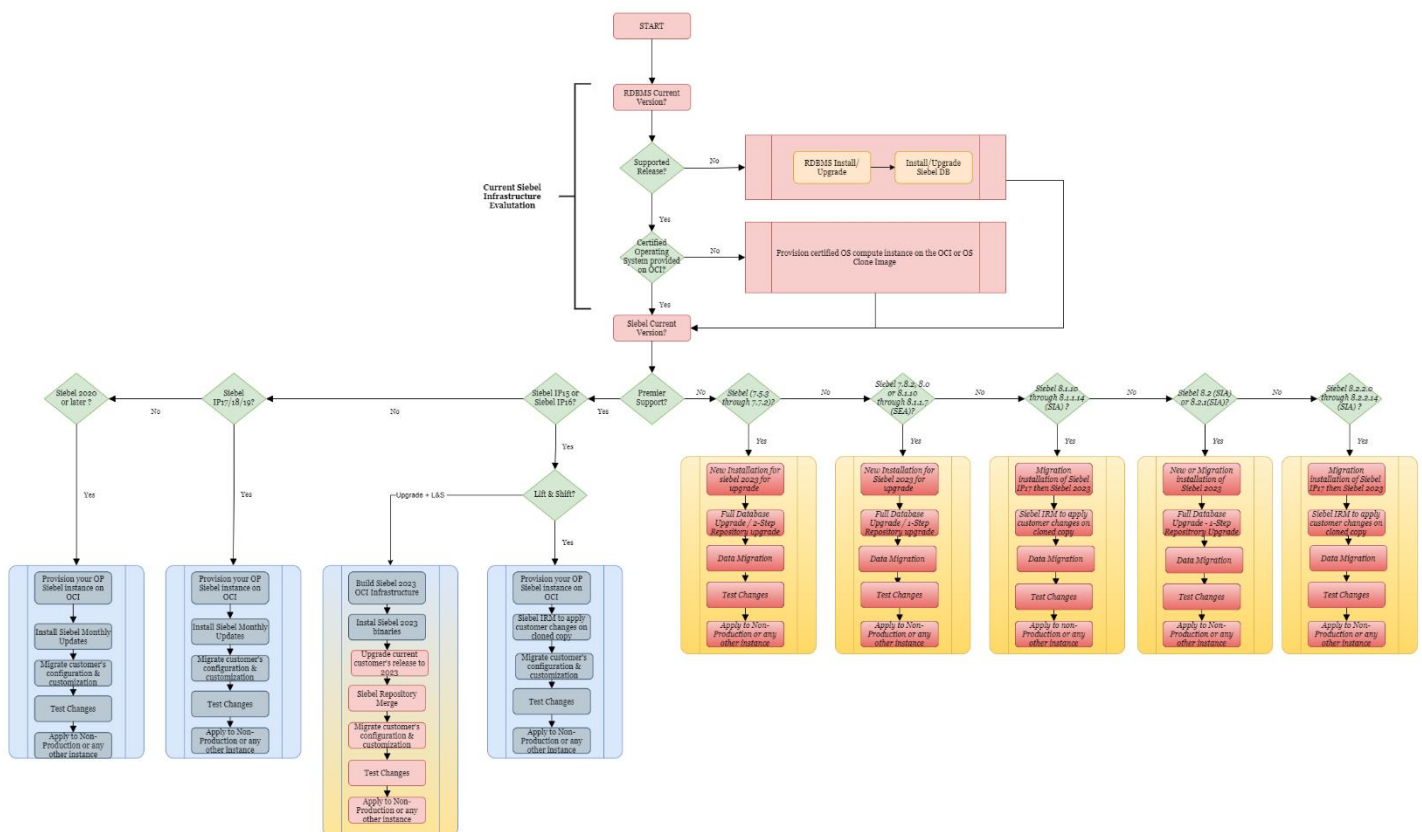 START
RDBMS Current
Version?
Supported
Release?
No
RDBMS Install/
Upgrade
Install/Upgrade
Siebel DB
Current Siebel
Infrastructure
Evalutation
Yes
Certified
Operating
System provided
on OCI?
No
Provision certified OS compute instance on the OCI or OS
Clone Image
Yes
Siebel Current
Version?
Siebel 2020
or later ?
No
Siebel
IP17/18/19?
No
Siebel IP15 or
Siebel IP16?
Yes
Premier
Support?
No
Siebel (7.5.3
through 7.7.2)?
No
Siebel 7.8.2, 8.0
or 8.1.10
through 8.1.1.7
(SEA)?
No
Siebel 8.1.10
through 8.1.1.14
(SIA) ?
No
Siebel 8.2 (SIA)
or 8.2.1(SIA)?
No
Siebel 8.2.2.0
through 8.2.2.14
(SIA) ?
Yes
Yes
Yes
Lift & Shift?
Upgrade + L&S
Yes
Yes
Yes
Yes
Yes
Yes
Provision your OP
Siebel instance on
OCI
Install Siebel Monthly
Updates
Migrate customer's
configuration &
customization
Test Changes
Apply to Non-
Production or any
other instance
Provision your OP
Siebel instance on
OCI
Install Siebel Monthly
Updates
Migrate customer's
configuration &
customization
Test Changes
Apply to Non-
Production or any
other instance
Build Siebel 2023
OCI Infrastructure
Instal Siebel 2023
binaries
Upgrade current
customer's release to
2023
Siebel Repository
Merge
Migrate customer's
configuration &
customization
Test Changes
Apply to Non-
Production or any
other instance
Provision your OP
Siebel instance on
OCI
Siebel IRM to apply
customer changes on
cloned copy
Migrate customer's
configuration &
customization
Test Changes
Apply to Non-
Production or any
other instance
New Installation for
siebel 2023 for
upgrade
Full Database
Upgrade / 2-Step
Repository upgrade
Data Migration
Test Changes
Apply to Non-
Production or any
other instance
New Installation for
Siebel 2023 for
upgrade
Full Database
Upgrade / 1-Step
Repository upgrade
Data Migration
Test Changes
Apply to Non-
Production or any
other instance
Migration
installation of Siebel
IP17 then Siebel 2023
Siebel IRM to apply
customer changes on
cloned copy
Data Migration
Test Changes
Apply to non-
Production or any
other instance
New or Migration
installation of
Siebel 2023
Full Database
Upgrade - 1-Step
Repositrory Upgrade
Data Migration
Test Changes
Apply to Non-
Production or any
other instance
Migration
installation of Siebel
IP17 then Siebel 2023
Siebel IRM to apply
customer changes on
cloned copy
Data Migration
Test Changes
Apply to Non-
Production or any
other instance